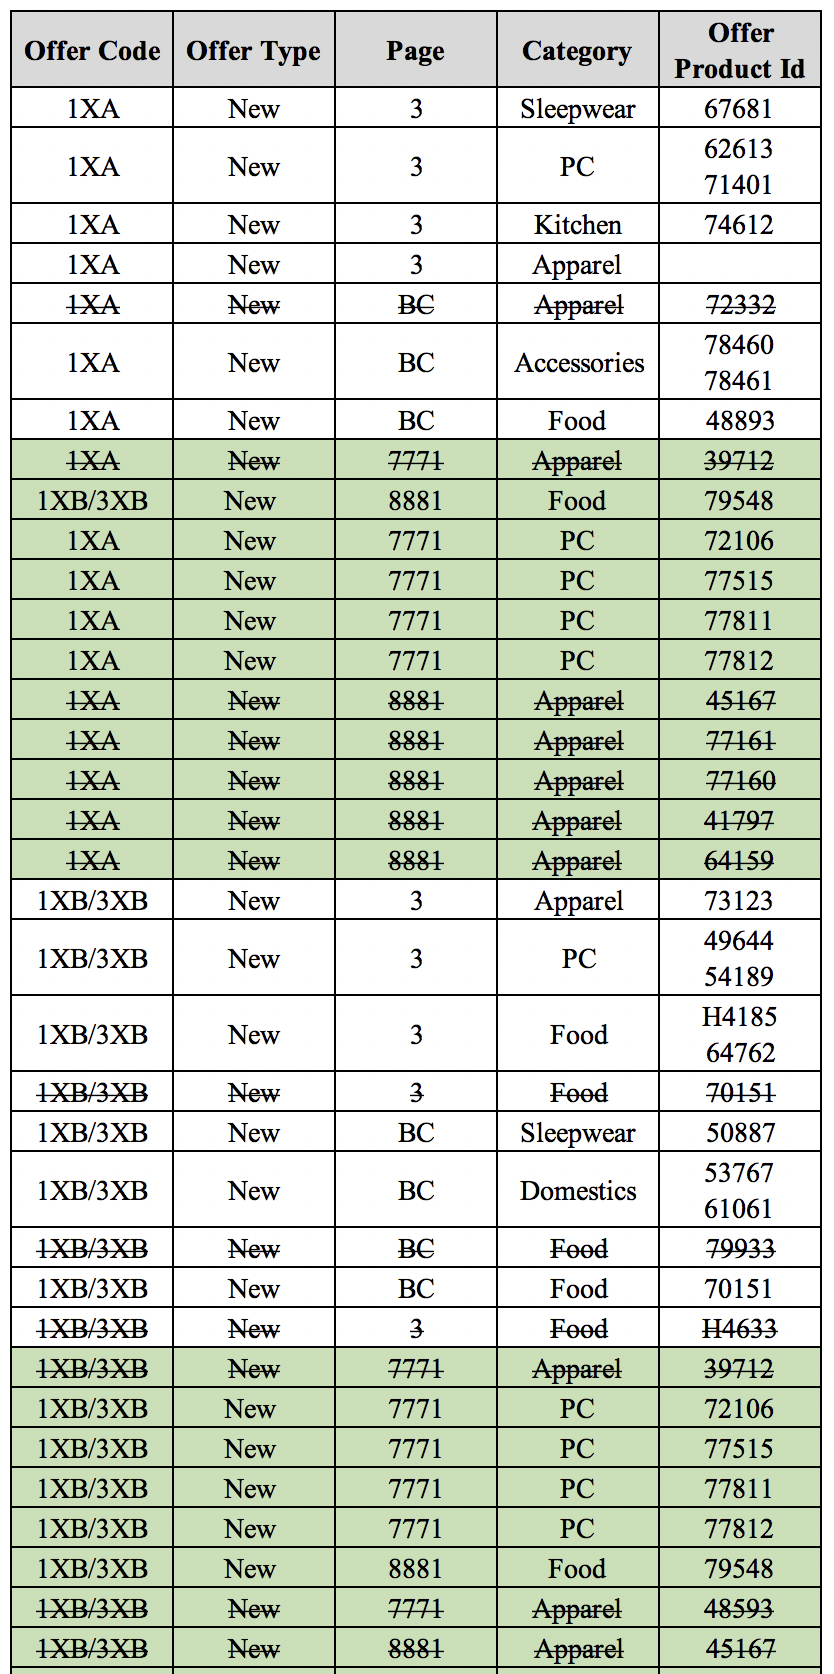 Offer Code Offer Type Page Category Offer Product Id
1XA New 3 Sleepwear 67681
1XA New 3 PC 62613
71401
1XA New 3 Kitchen 74612
1XA New 3 Apparel
1XA New BC Apparel 72332
1XA New BC Accessories 78460
78461
1XA New BC Food 48893
1XA New 7771 Apparel 39712
1XB/3XB New 8881 Food 79548
1XA New 7771 PC 72106
1XA New 7771 PC 77515
1XA New 7771 PC 77811
1XA New 7771 PC 77812
1XA New 8881 Apparel 45167
1XA New 8881 Apparel 77161
1XA New 8881 Apparel 77160
1XA New 8881 Apparel 41797
1XA New 8881 Apparel 64159
1XB/3XB New 3 Apparel 73123
1XB/3XB New 3 PC 49644
54189
1XB/3XB New 3 Food H4185
64762
1XB/3XB New 3 Food 70151
1XB/3XB New BC Sleepwear 50887
1XB/3XB New BC Domestics 53767
61061
1XB/3XB New BC Food 79933
1XB/3XB New BC Food 70151
1XB/3XB New 3 Food H4633
1XB/3XB New 7771 Apparel 39712
1XB/3XB New 7771 PC 72106
1XB/3XB New 7771 PC 77515
1XB/3XB New 7771 PC 77811
1XB/3XB New 7771 PC 77812
1XB/3XB New 8881 Food 79548
1XB/3XB New 7771 Apparel 48593
1XB/3XB New 8881 Apparel 45167